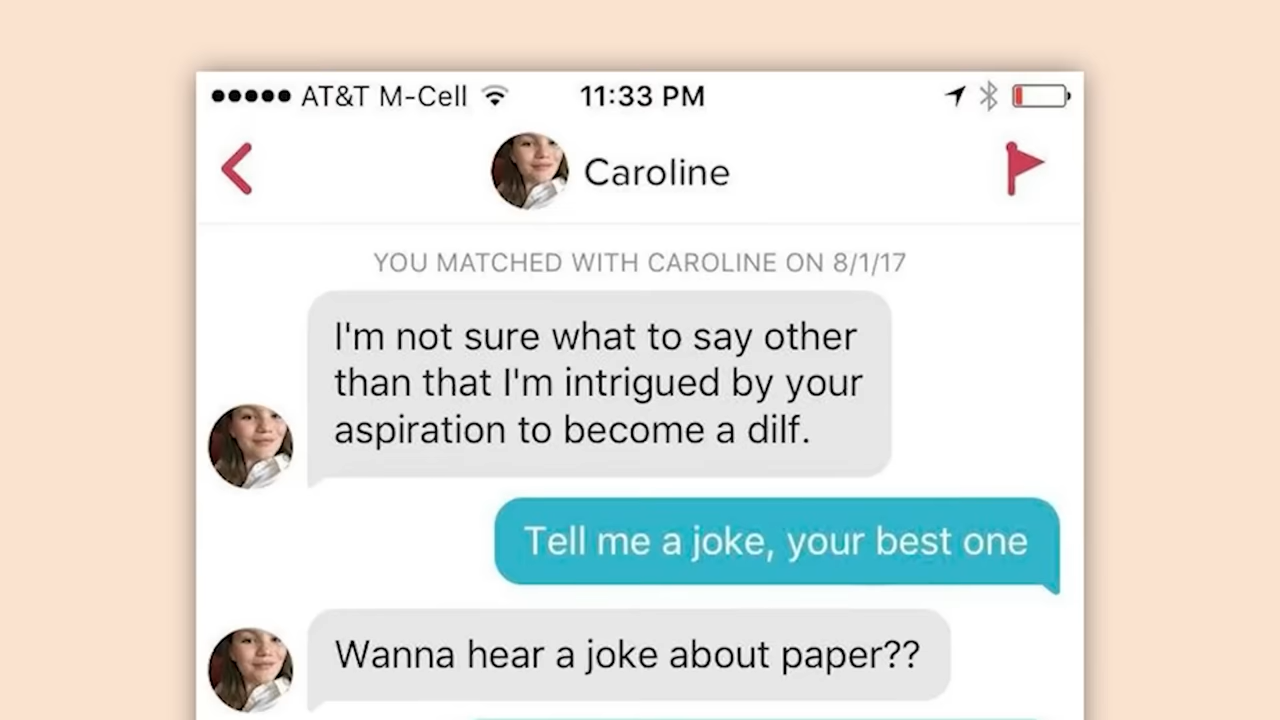 AT&T M-Cell 11:33 PM
Caroline
YOU MATCHED WITH CAROLINE ON 8/1/17
I'm not sure what to say other
than that I'm intrigued by your
aspiration to become a dilf.
Tell me a joke, your best one
Wanna hear a joke about paper??